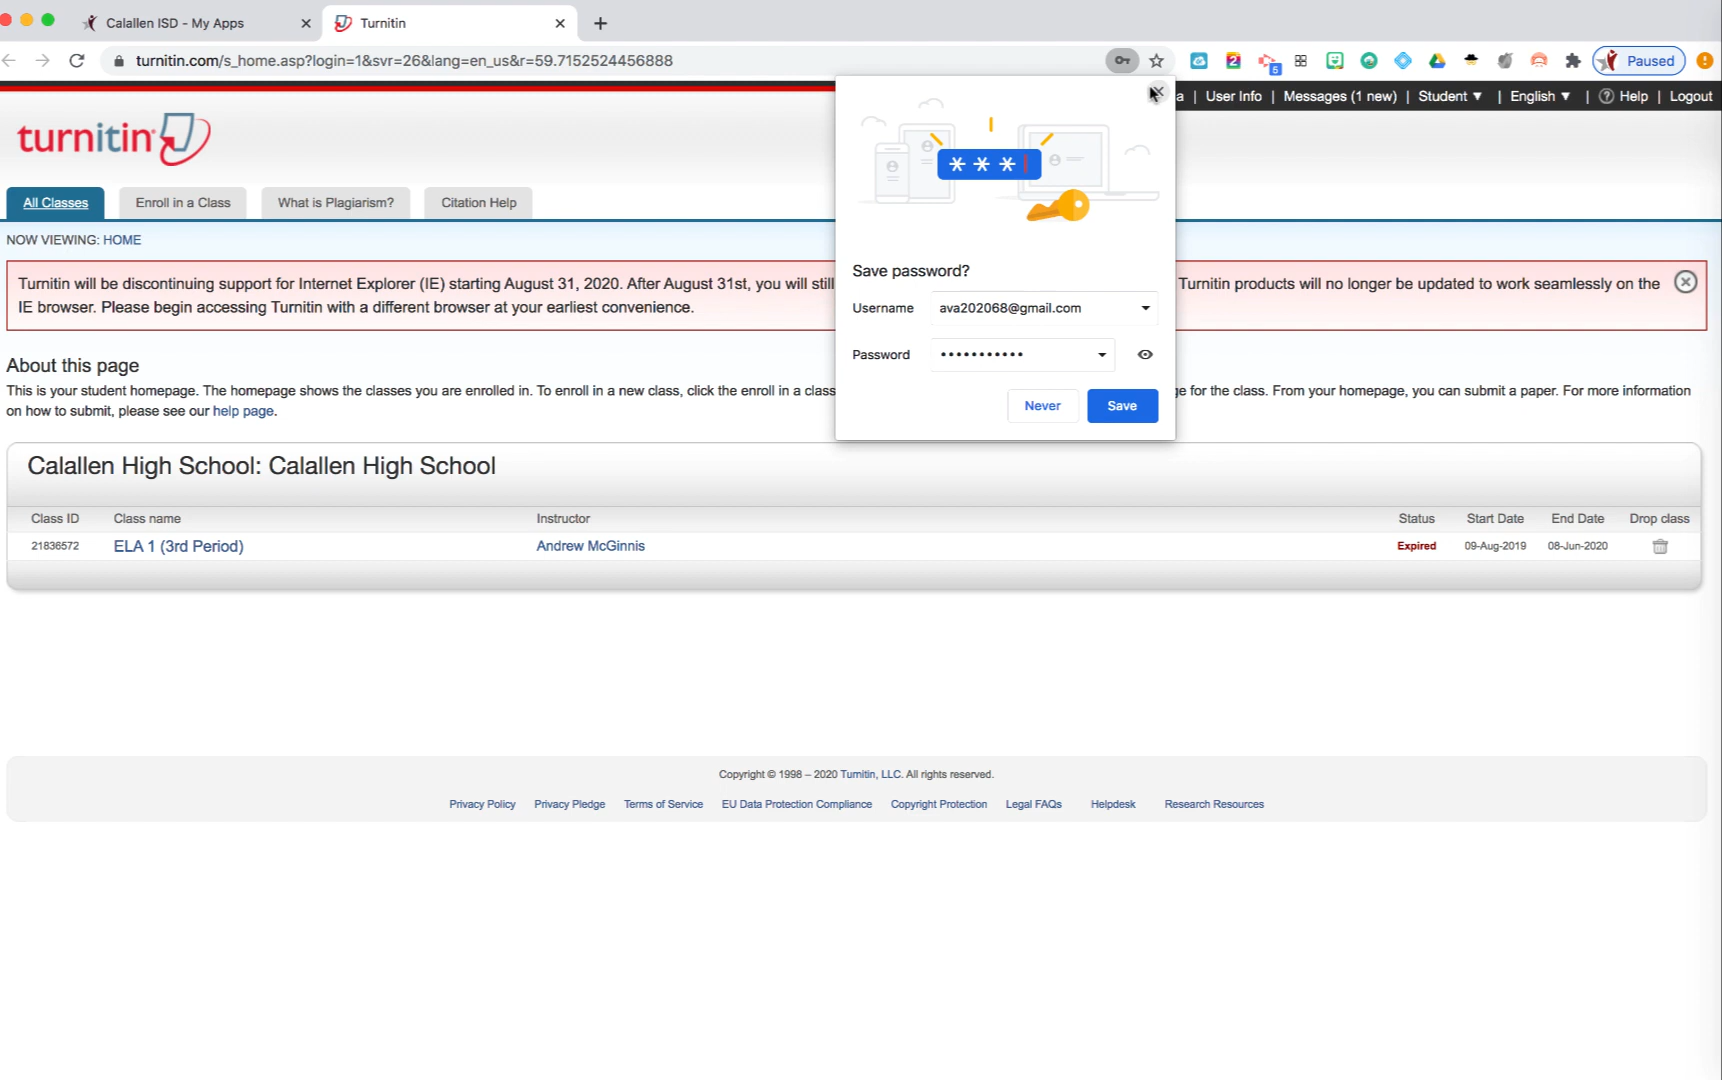 Calallen ISD - My Apps
Turnitin
turnitin.com/s_home.asp?login=1&svr=26&lang=en_us&r=59.7152524456888
2
5
Paused
a | User Info | Messages (1 new) | Student ▼ | English ▼ | ? Help | Logout
turnitin
All Classes
Enroll in a Class
What is Plagiarism?
Citation Help
NOW VIEWING: HOME
Turnitin will be discontinuing support for Internet Explorer (IE) starting August 31, 2020. After August 31st, you will still
Turnitin products will no longer be updated to work seamlessly on the
IE browser. Please begin accessing Turnitin with a different browser at your earliest convenience.
* * *
Save password?
Username ava202068@gmail.com
Password •••••••••••
Never Save
About this page
This is your student homepage. The homepage shows the classes you are enrolled in. To enroll in a new class, click the enroll in a class
ge for the class. From your homepage, you can submit a paper. For more information
on how to submit, please see our help page.
Calallen High School: Calallen High School
Class ID Class name Instructor Status Start Date End Date Drop class
21836572 ELA 1 (3rd Period) Andrew McGinnis Expired 09-Aug-2019 08-Jun-2020
Copyright © 1998 – 2020 Turnitin, LLC. All rights reserved.
Privacy Policy Privacy Pledge Terms of Service EU Data Protection Compliance Copyright Protection Legal FAQs Helpdesk Research Resources